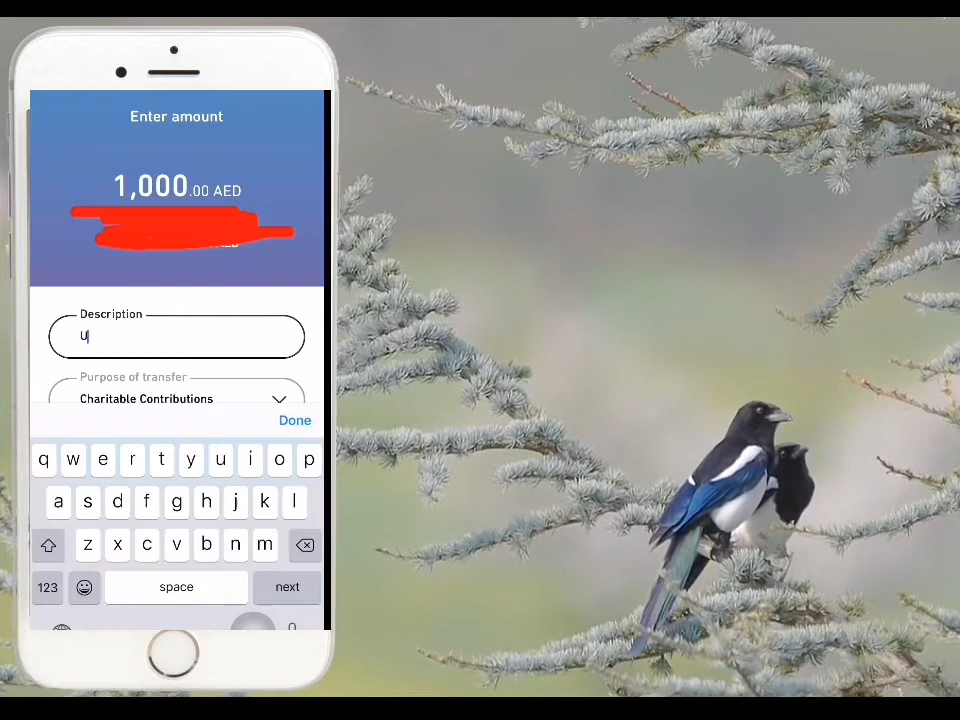 Enter amount
1,000.00 AED
Description
U
Purpose of transfer
Charitable Contributions
Done
q w e r t y u i o p
a s d f g h j k l
z x c v b n m
123 space next